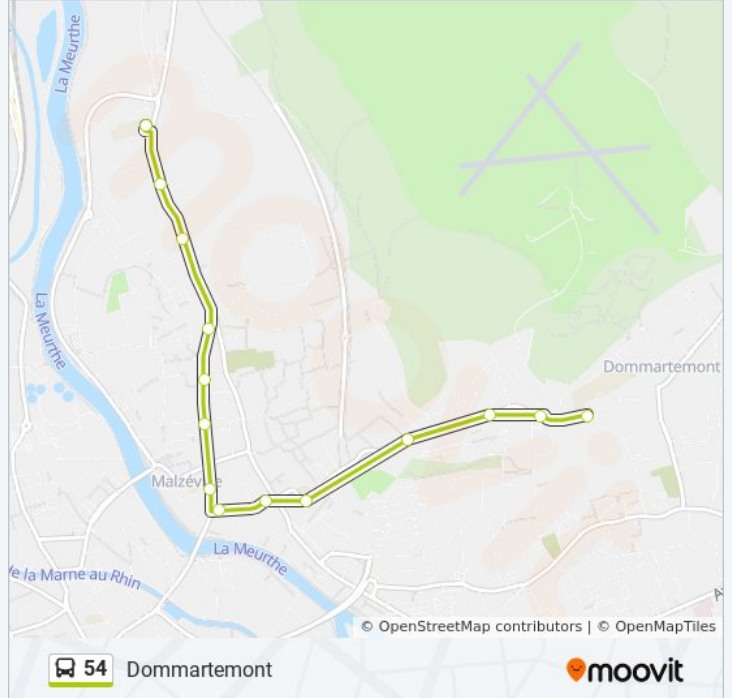 La Meurthe
La Meurthe
Dommartemont
Malzéville
La Meurthe
e la Marne au Rhin
A
© OpenStreetMap contributors | © OpenMapTiles
54 Dommartemont
moovit